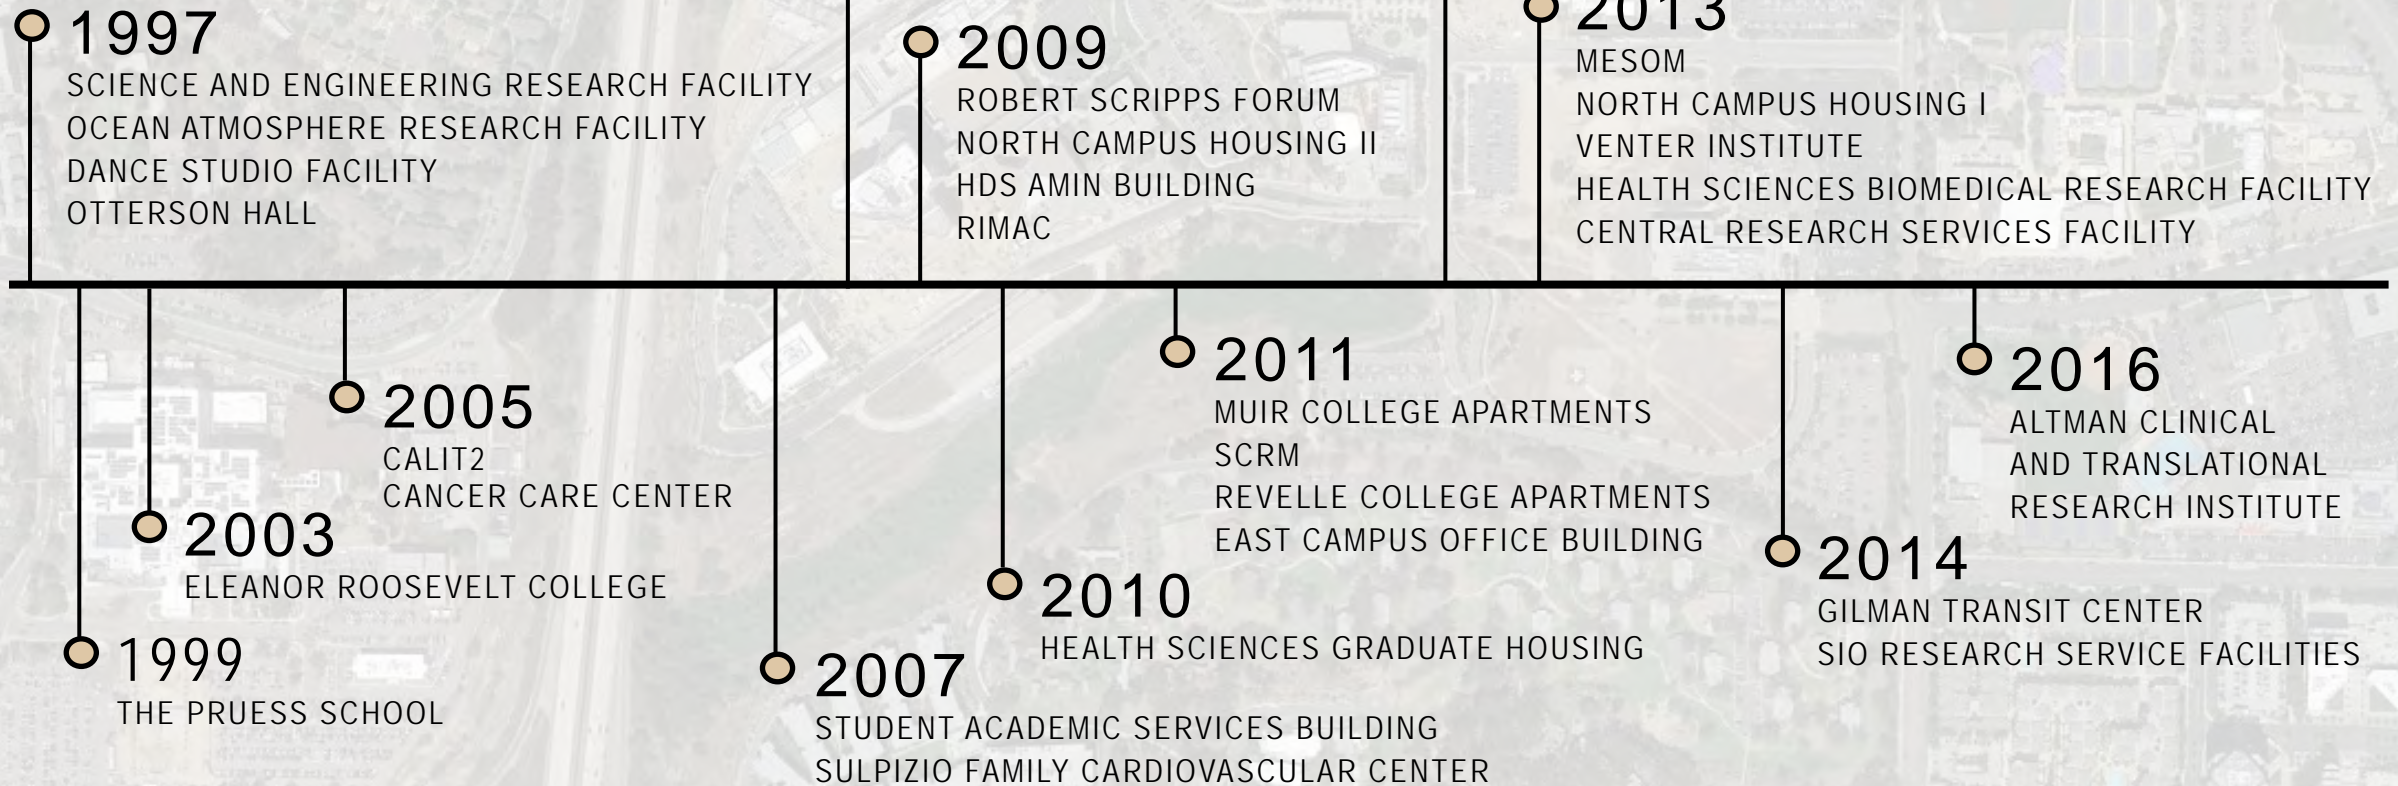 1997
SCIENCE AND ENGINEERING RESEARCH FACILITY
OCEAN ATMOSPHERE RESEARCH FACILITY
DANCE STUDIO FACILITY
OTTERSON HALL
2009
ROBERT SCRIPPS FORUM
NORTH CAMPUS HOUSING II
HDS AMIN BUILDING
RIMAC
2013
MESOM
NORTH CAMPUS HOUSING I
VENTER INSTITUTE
HEALTH SCIENCES BIOMEDICAL RESEARCH FACILITY
CENTRAL RESEARCH SERVICES FACILITY
1999
THE PRUESS SCHOOL
2003
ELEANOR ROOSEVELT COLLEGE
2005
CALIT2
CANCER CARE CENTER
2007
STUDENT ACADEMIC SERVICES BUILDING
SULPIZIO FAMILY CARDIOVASCULAR CENTER
2010
HEALTH SCIENCES GRADUATE HOUSING
2011
MUIR COLLEGE APARTMENTS
SCRM
REVELLE COLLEGE APARTMENTS
EAST CAMPUS OFFICE BUILDING
2014
GILMAN TRANSIT CENTER
SIO RESEARCH SERVICE FACILITIES
2016
ALTMAN CLINICAL
AND TRANSLATIONAL
RESEARCH INSTITUTE